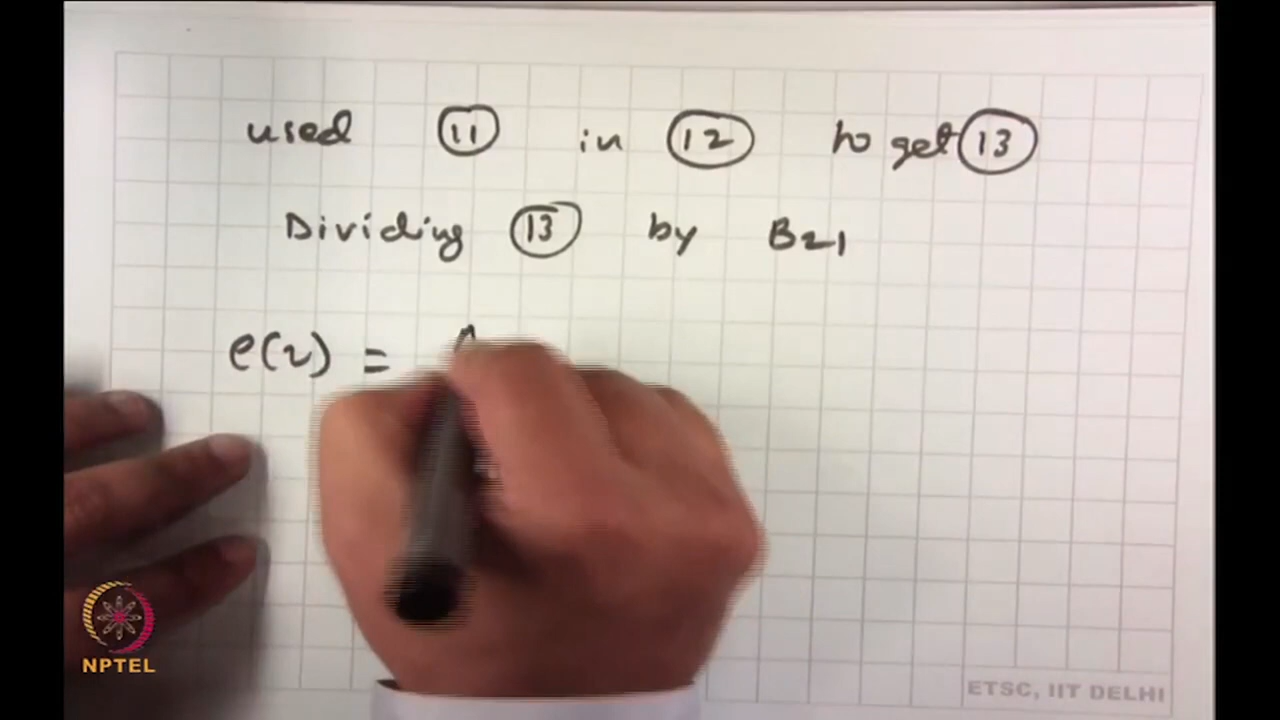 used 11 in 12 to get 13
Dividing 13 by B21
e(ν) = A
NPTEL
ETSC, IIT DELHI